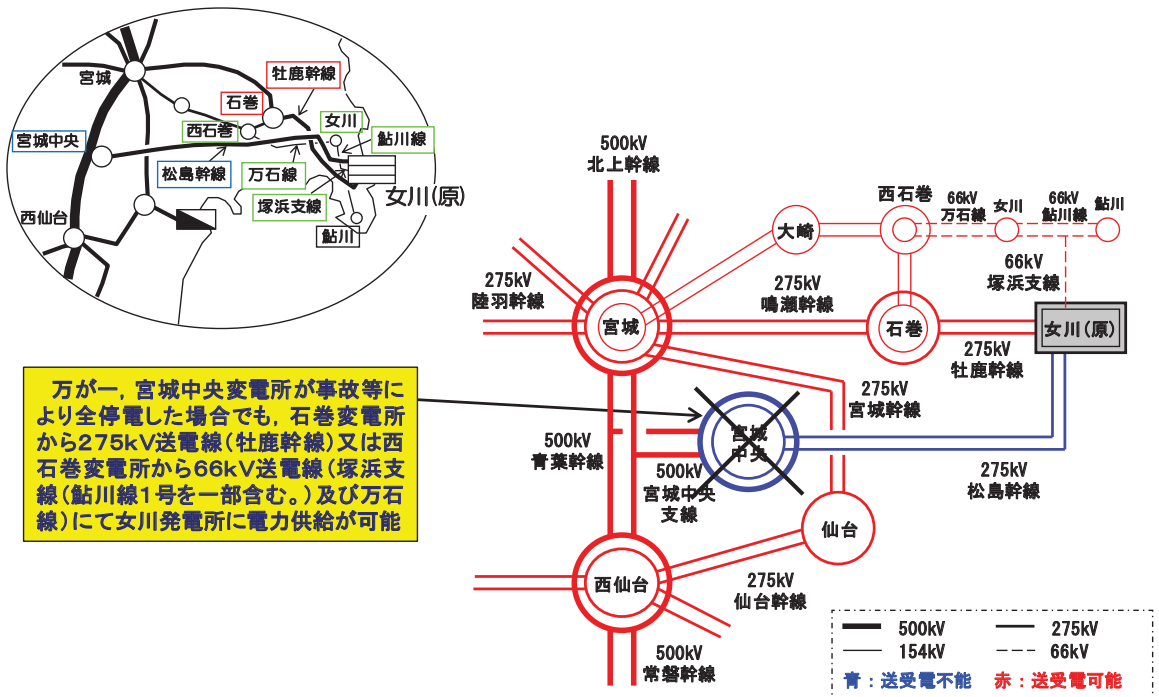 宮城
牡鹿幹線
石巻
西石巻
女川
鮎川線
宮城中央
松島幹線
万石線
塚浜支線
女川(原)
西仙台
鮎川
500kV
北上幹線
275kV
陸羽幹線
大崎
西石巻
66kV
万石線
女川
66kV
鮎川線
鮎川
66kV
塚浜支線
275kV
鳴瀬幹線
宮城
石巻
女川(原)
275kV
牡鹿幹線
275kV
宮城幹線
万が一，宮城中央変電所が事故等に
より全停電した場合でも，石巻変電所
から275kV送電線(牡鹿幹線)又は西
石巻変電所から66kV送電線(塚浜支
線(鮎川線1号を一部含む。)及び万石
線)にて女川発電所に電力供給が可能
宮城
中央
500kV
青葉幹線
500kV
宮城中央
支線
275kV
松島幹線
仙台
西仙台
275kV
仙台幹線
500kV
常磐幹線
500kV
275kV
154kV
66kV
青：送受電不能
赤：送受電可能